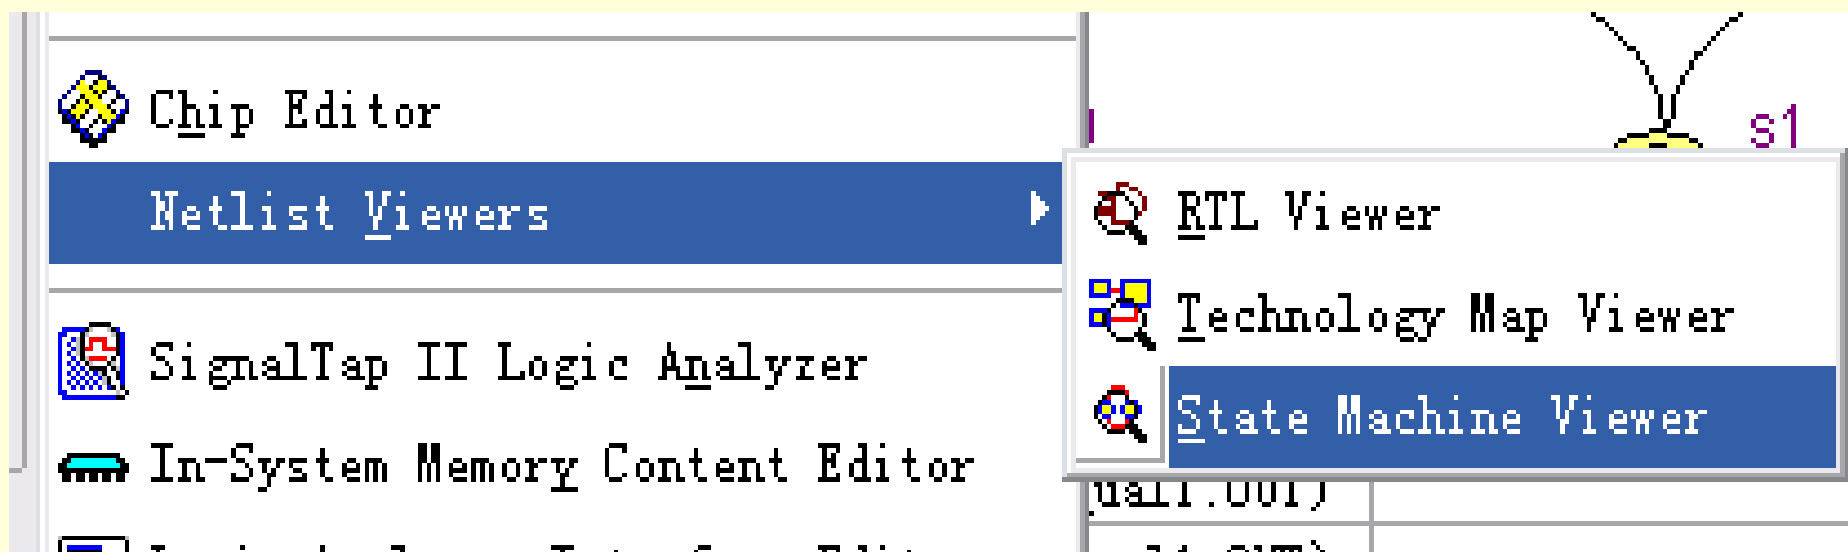 Chip Editor
s1
Netlist Viewers
RTL Viewer
Technology Map Viewer
SignalTap II Logic Analyzer
State Machine Viewer
In-System Memory Content Editor